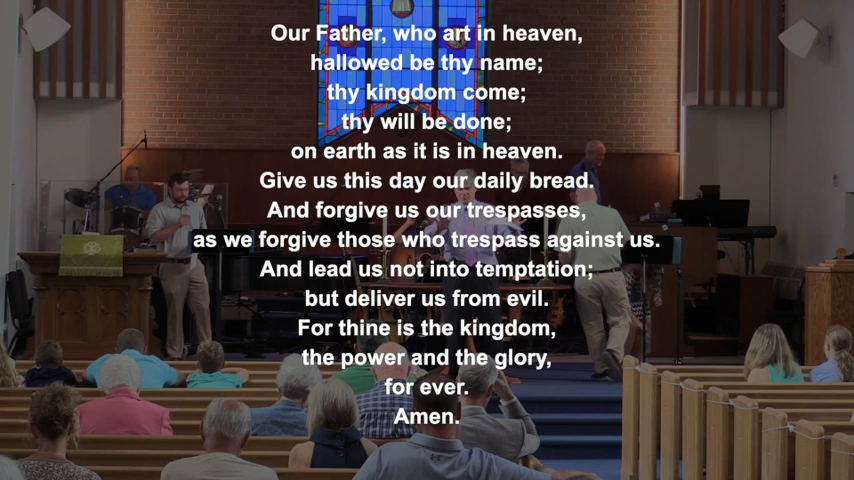 Our Father, who art in heaven,
hallowed be thy name;
thy kingdom come;
thy will be done;
on earth as it is in heaven.
Give us this day our daily bread.
And forgive us our trespasses,
as we forgive those who trespass against us.
And lead us not into temptation;
but deliver us from evil.
For thine is the kingdom,
the power and the glory,
for ever.
Amen.